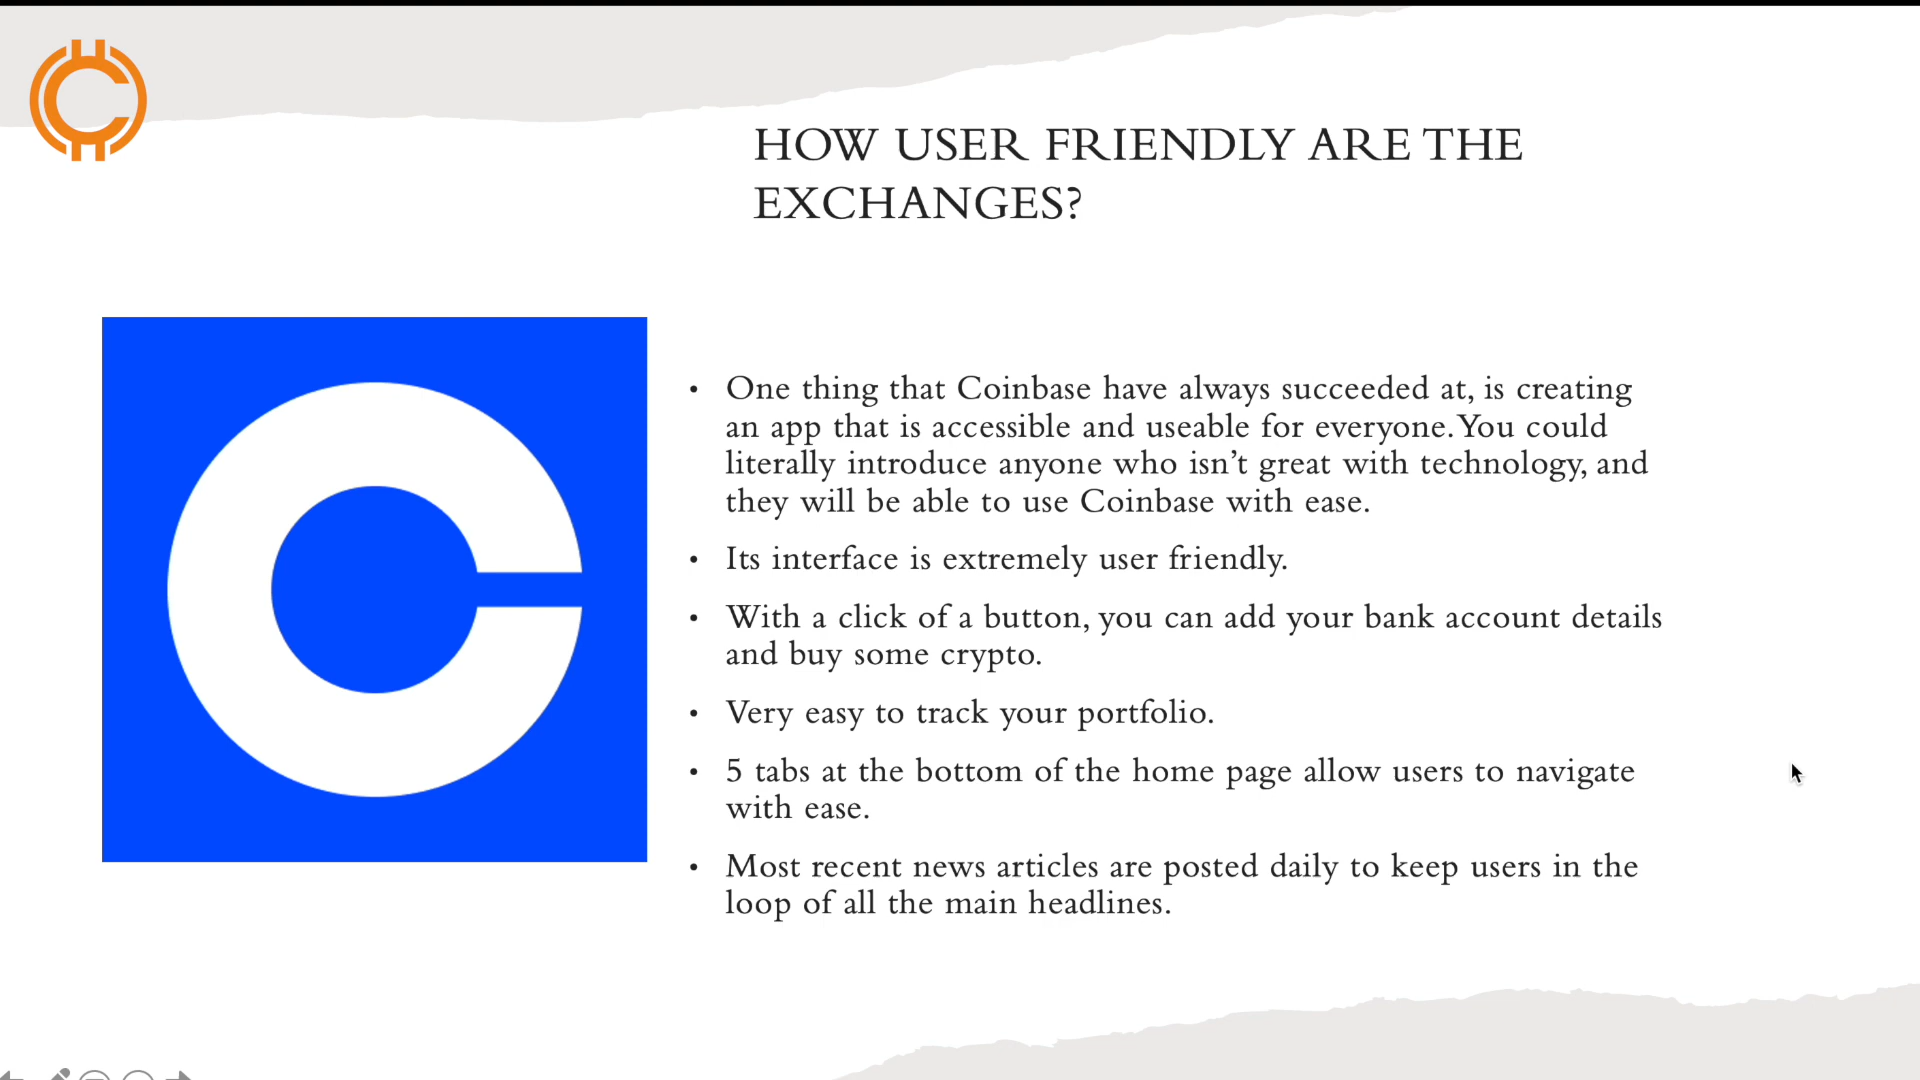 HOW USER FRIENDLY ARE THE
EXCHANGES?
• One thing that Coinbase have always succeeded at, is creating
an app that is accessible and useable for everyone. You could
literally introduce anyone who isn’t great with technology, and
they will be able to use Coinbase with ease.
• Its interface is extremely user friendly.
• With a click of a button, you can add your bank account details
and buy some crypto.
• Very easy to track your portfolio.
• 5 tabs at the bottom of the home page allow users to navigate
with ease.
• Most recent news articles are posted daily to keep users in the
loop of all the main headlines.